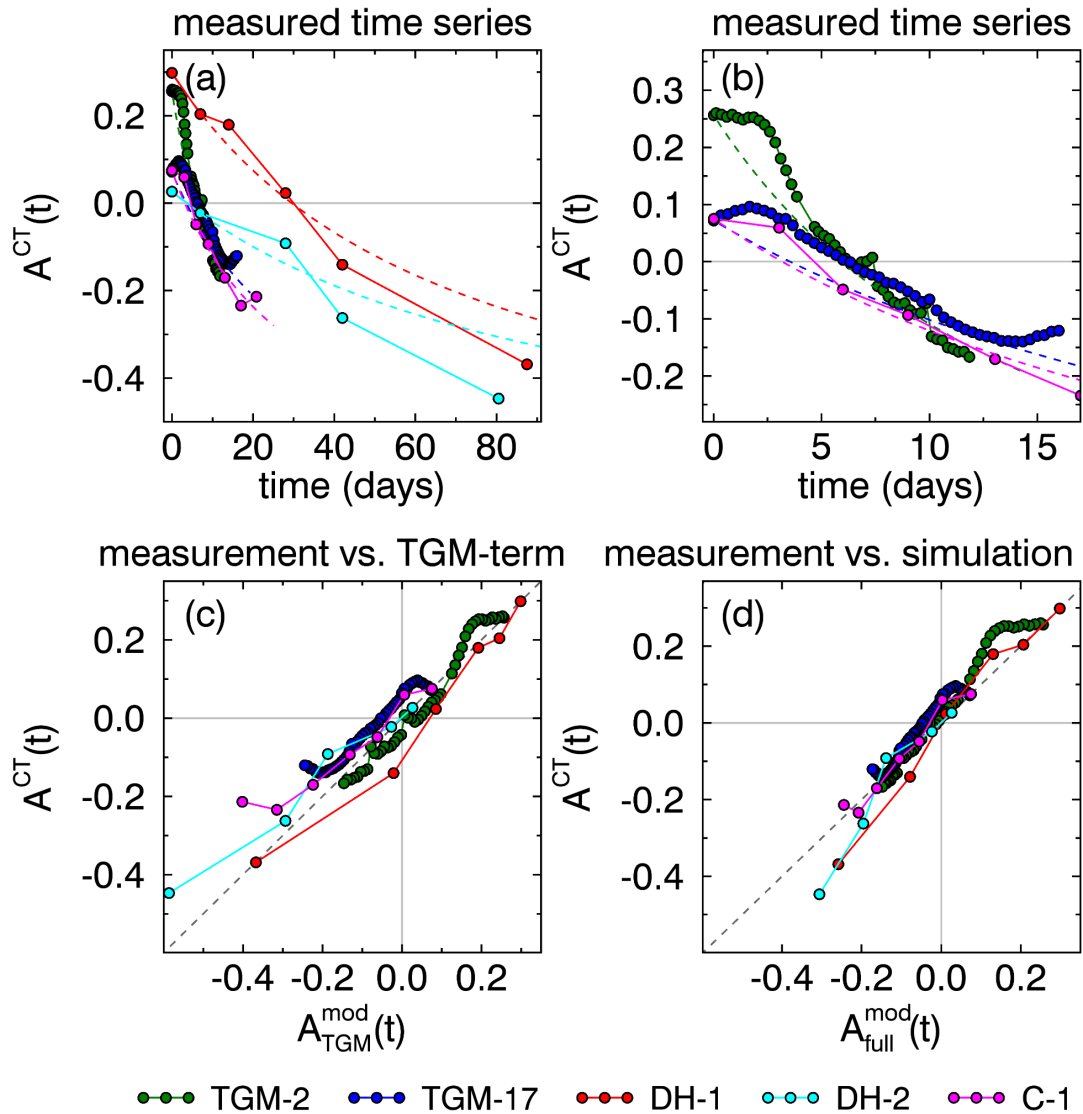 measured time series
measured time series
(a)
(b)
A^CT(t)
0.2
0.0
-0.2
-0.4
0 20 40 60 80
time (days)
A^CT(t)
0.3
0.2
0.1
0.0
-0.1
-0.2
0 5 10 15
time (days)
measurement vs. TGM-term
measurement vs. simulation
(c)
(d)
A^CT(t)
0.2
0.0
-0.2
-0.4
-0.4 -0.2 0.0 0.2
A_TGM^mod(t)
A^CT(t)
0.2
0.0
-0.2
-0.4
-0.4 -0.2 0.0 0.2
A_full^mod(t)
TGM-2 TGM-17 DH-1 DH-2 C-1